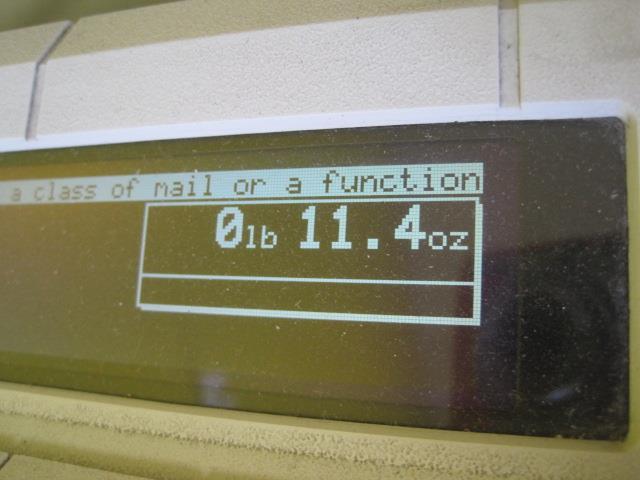 a class of mail or a function
0lb 11.4oz